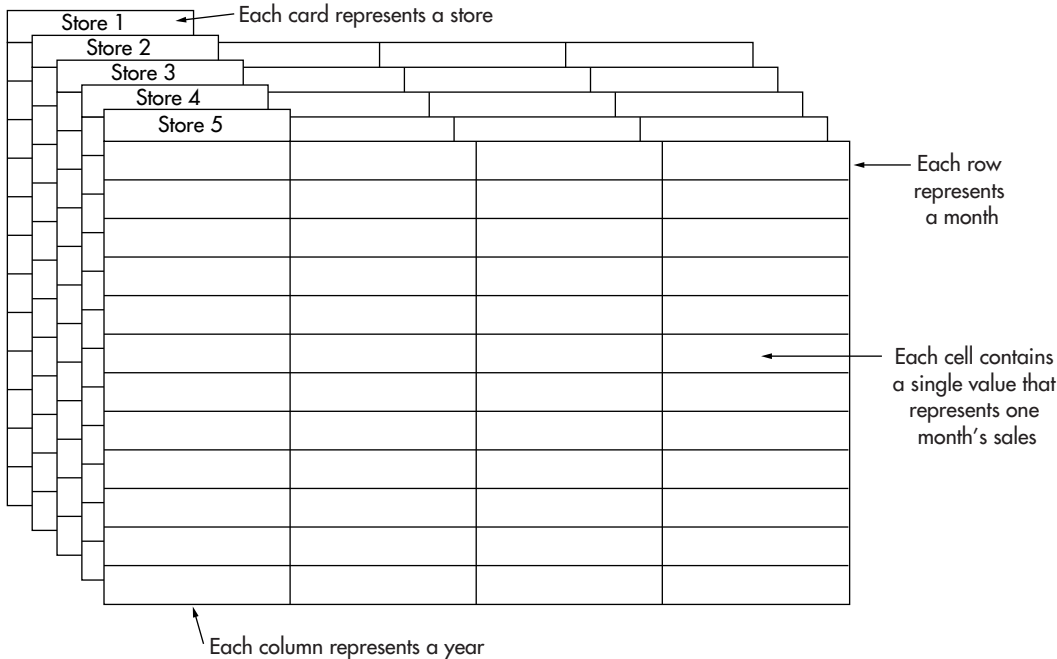 Store 1
Each card represents a store
Store 2
Store 3
Store 4
Store 5
Each row
represents
a month
Each cell contains
a single value that
represents one
month's sales
Each column represents a year